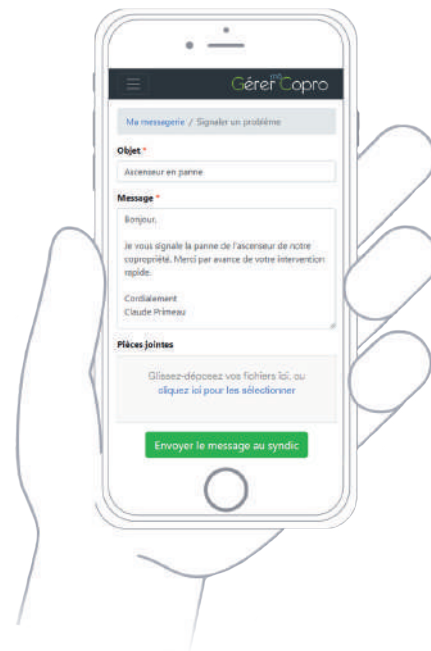 Gérer ma Copro
Ma messagerie / Signaler un problème
Objet *
Ascenseur en panne
Message *
Bonjour,
Je vous signale la panne de l'ascenseur de notre
copropriété. Merci par avance de votre intervention
rapide.
Cordialement
Claude Primeau
Pièces jointes
Glissez-déposez vos fichiers ici, ou
cliquez ici pour les sélectionner
Envoyer le message au syndic